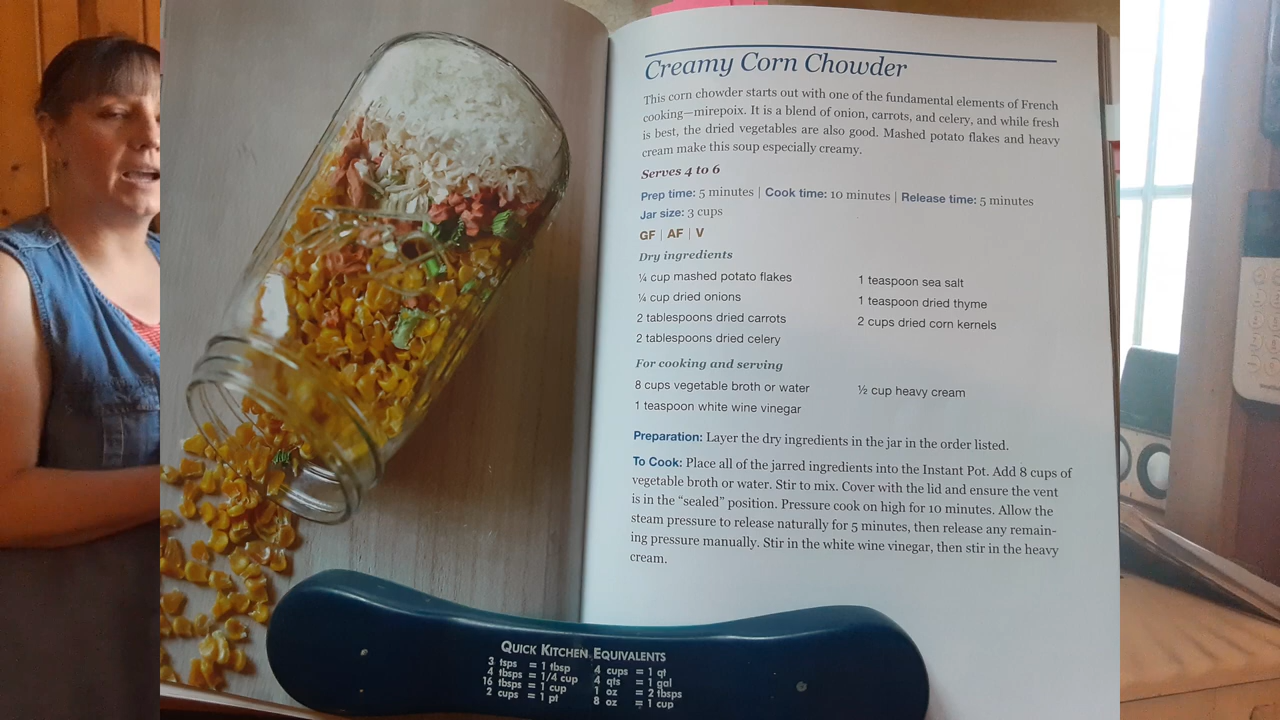 Creamy Corn Chowder
This corn chowder starts out with one of the fundamental elements of French
cooking—mirepoix. It is a blend of onion, carrots, and celery, and while fresh
is best, the dried vegetables are also good. Mashed potato flakes and heavy
cream make this soup especially creamy.
Serves 4 to 6
Prep time: 5 minutes | Cook time: 10 minutes | Release time: 5 minutes
Jar size: 3 cups
GF | AF | V
Dry ingredients
¼ cup mashed potato flakes
¼ cup dried onions
2 tablespoons dried carrots
2 tablespoons dried celery
1 teaspoon sea salt
1 teaspoon dried thyme
2 cups dried corn kernels
For cooking and serving
8 cups vegetable broth or water
1 teaspoon white wine vinegar
½ cup heavy cream
Preparation: Layer the dry ingredients in the jar in the order listed.
To Cook: Place all of the jarred ingredients into the Instant Pot. Add 8 cups of
vegetable broth or water. Stir to mix. Cover with the lid and ensure the vent
is in the “sealed” position. Pressure cook on high for 10 minutes. Allow the
steam pressure to release naturally for 5 minutes, then release any remain-
ing pressure manually. Stir in the white wine vinegar, then stir in the heavy
cream.
QUICK KITCHEN EQUIVALENTS
3 tsps = 1 tbsp
4 tbsps = 1/4 cup
16 tbsps = 1 cup
2 cups = 1 pt
4 cups = 1 qt
4 qts = 1 gal
1 oz = 2 tbsps
8 oz = 1 cup